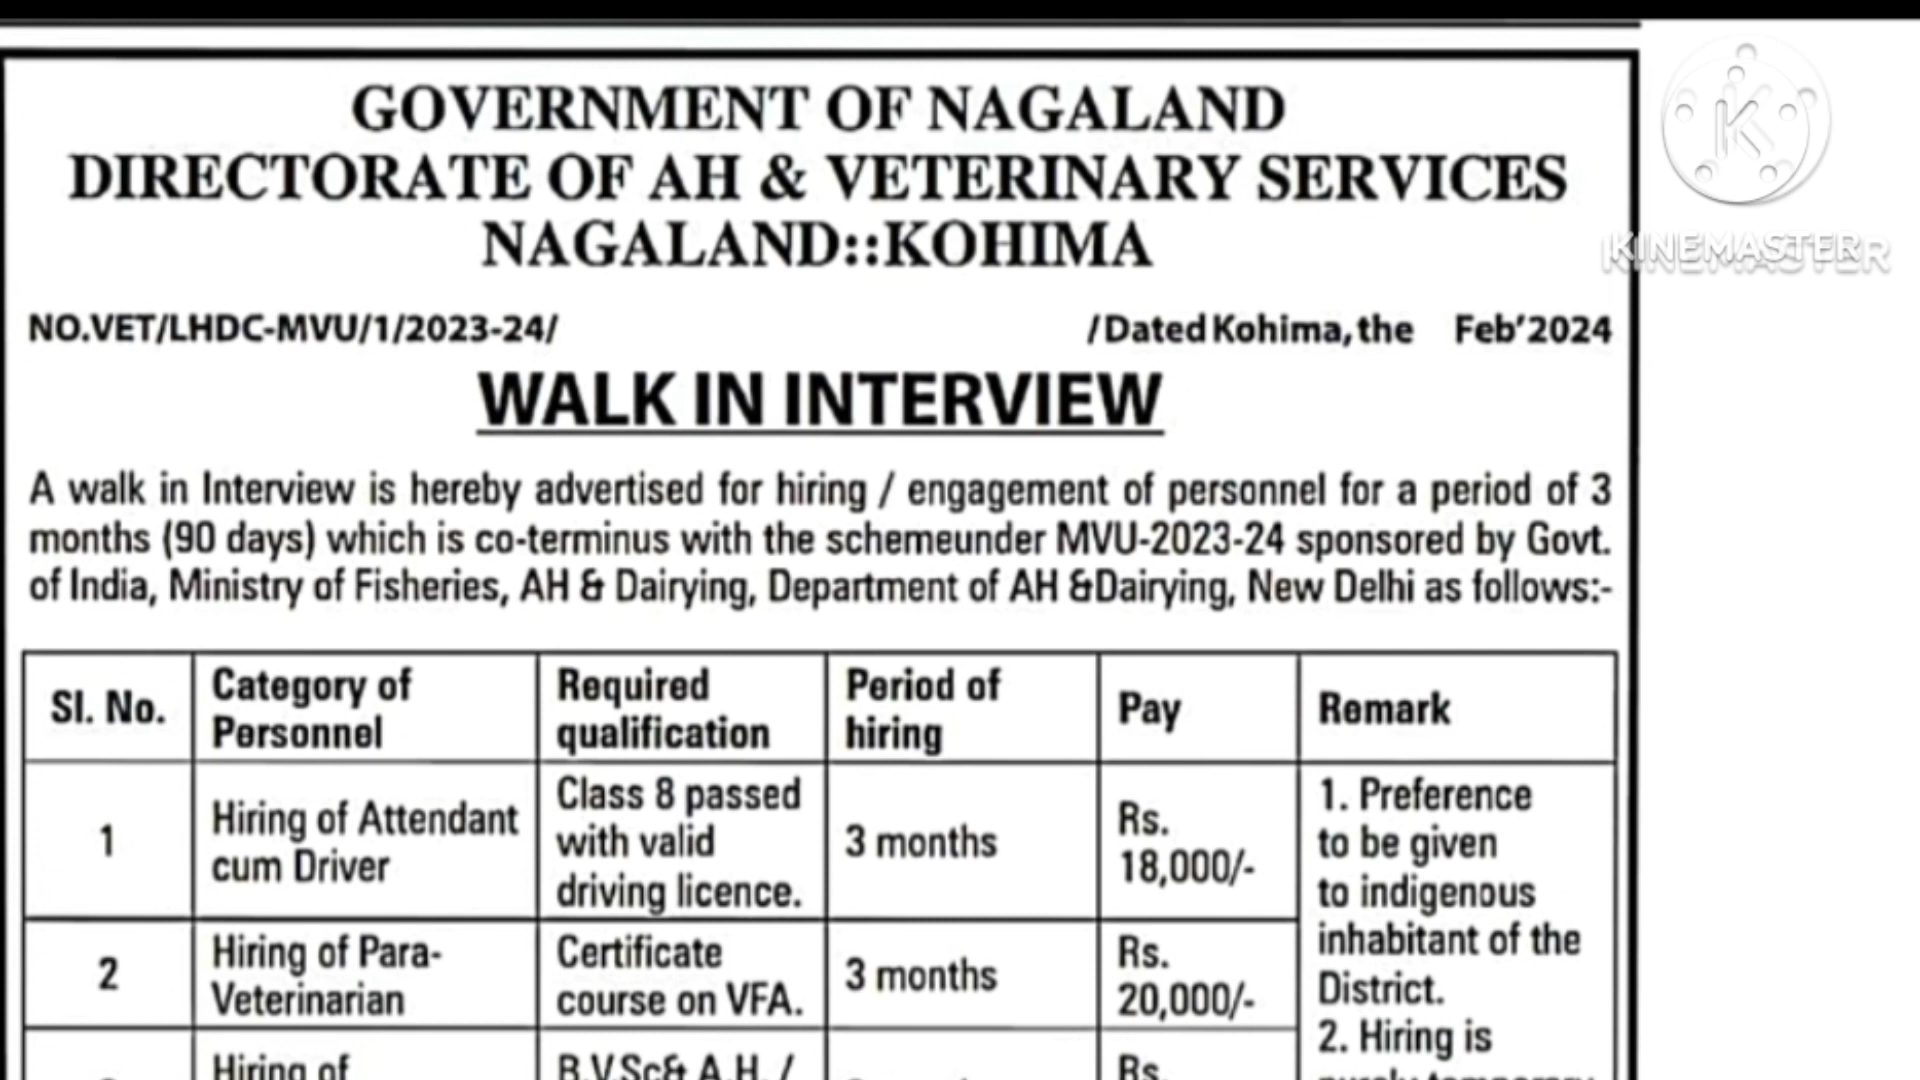 GOVERNMENT OF NAGALAND
DIRECTORATE OF AH & VETERINARY SERVICES
NAGALAND::KOHIMA
NO.VET/LHDC-MVU/1/2023-24/ /Dated Kohima, the Feb'2024
WALK IN INTERVIEW
A walk in Interview is hereby advertised for hiring / engagement of personnel for a period of 3
months (90 days) which is co-terminus with the schemeunder MVU-2023-24 sponsored by Govt.
of India, Ministry of Fisheries, AH & Dairying, Department of AH &Dairying, New Delhi as follows:-
Sl. No.
Category of
Personnel
Required
qualification
Period of
hiring
Pay
Remark
1
Hiring of Attendant
cum Driver
Class 8 passed
with valid
driving licence.
3 months
Rs.
18,000/-
1. Preference
to be given
to indigenous
inhabitant of the
District.
2. Hiring is
purely temporary
2
Hiring of Para-
Veterinarian
Certificate
course on VFA.
3 months
Rs.
20,000/-
Hiring of
B.V.Sc& A.H. /
Rs.
K
KINEMASTER